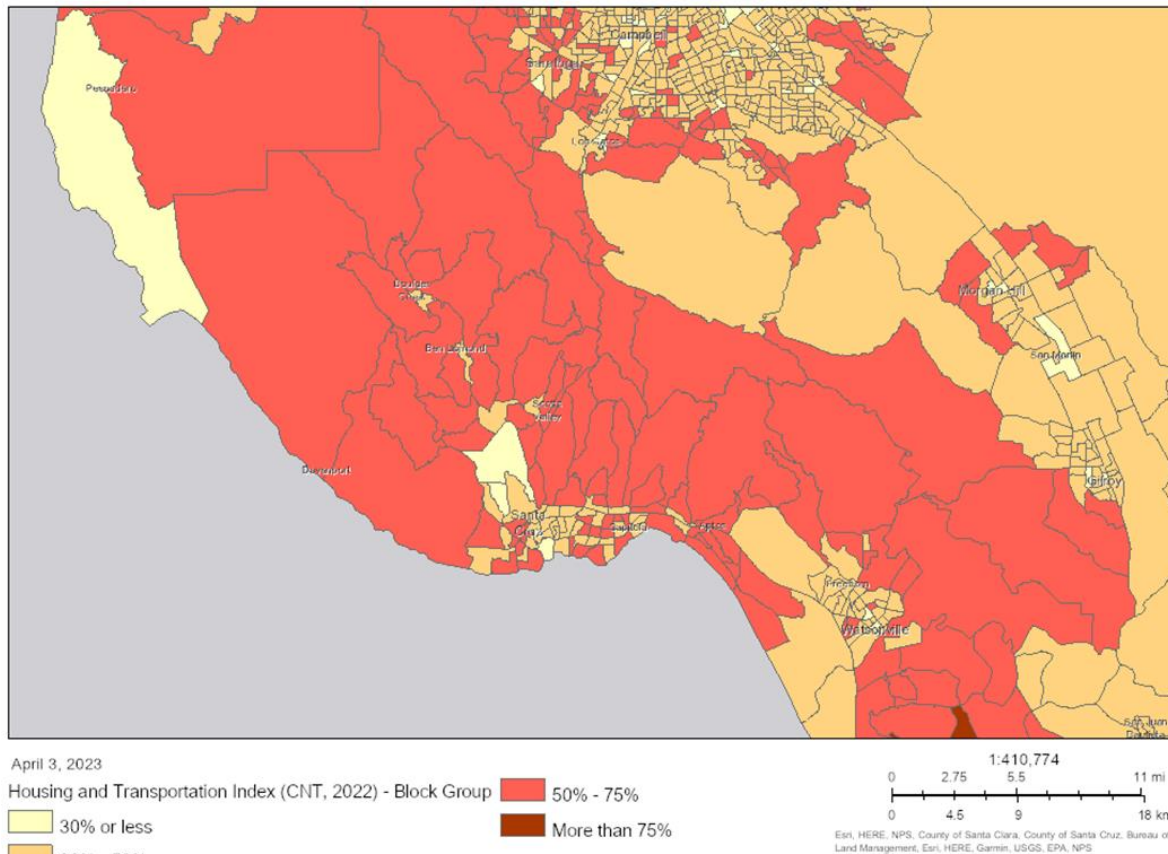 Campbell
Saratoga
Pescadero
Los Gatos
Boulder
Creek
Morgan Hill
Ben Lomond
San Martin
Scotts
Valley
Davenport
Gilroy
Santa
Cruz
Capitola
Aptos
Freedom
Watsonville
San Juan
Bautista
April 3, 2023
1:410,774
Housing and Transportation Index (CNT, 2022) - Block Group
50% - 75%
0 2.75 5.5 11 mi
30% or less
More than 75%
0 4.5 9 18 km
Esri, HERE, NPS, County of Santa Clara, County of Santa Cruz, Bureau of
Land Management, Esri, HERE, Garmin, USGS, EPA, NPS